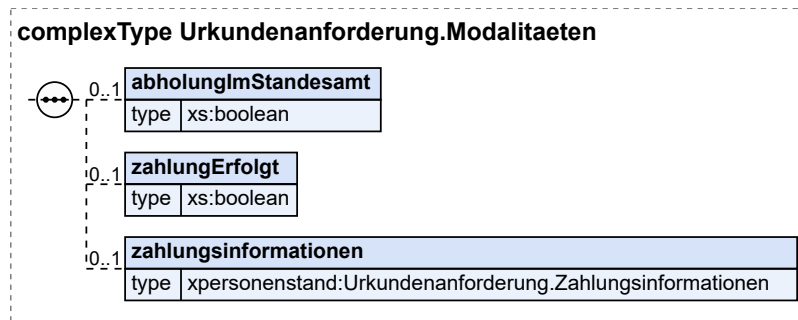 complexType Urkundenanforderung.Modalitaeten
0..1 abholungImStandesamt
type xs:boolean
0..1 zahlungErfolgt
type xs:boolean
0..1 zahlungsinformationen
type xpersonenstand:Urkundenanforderung.Zahlungsinformationen